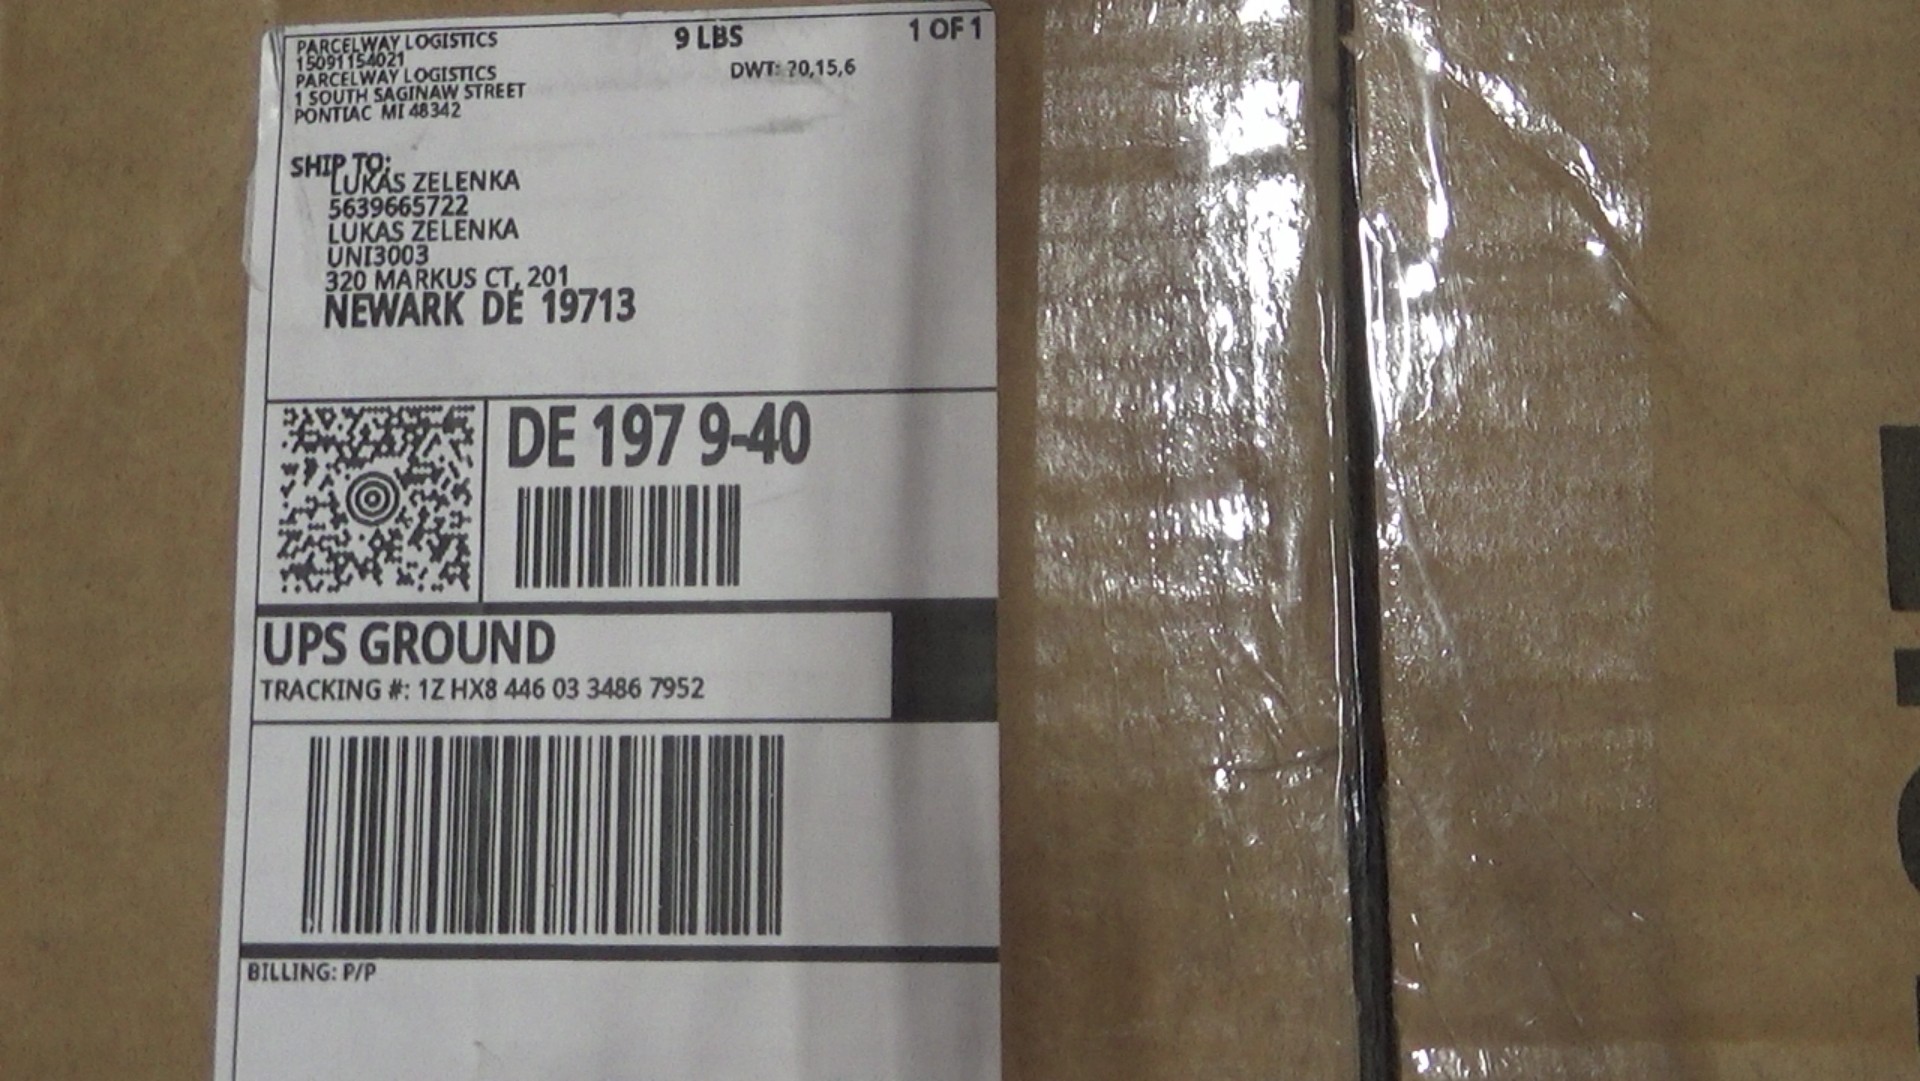 PARCELWAY LOGISTICS
15091154021
PARCELWAY LOGISTICS
1 SOUTH SAGINAW STREET
PONTIAC MI 48342
9 LBS
1 OF 1
DWT: 20,15,6
SHIP TO:
LUKAS ZELENKA
5639665722
LUKAS ZELENKA
UNI3003
320 MARKUS CT, 201
NEWARK DE 19713
DE 197 9-40
UPS GROUND
TRACKING #: 1Z HX8 446 03 3486 7952
BILLING: P/P